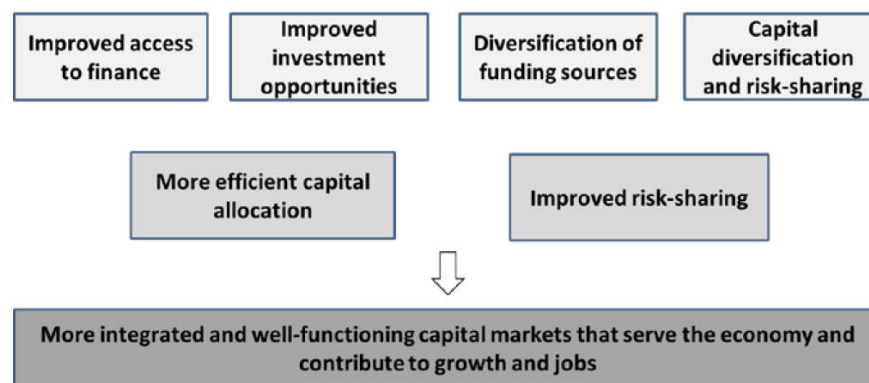 Improved access
to finance
Improved
investment
opportunities
Diversification of
funding sources
Capital
diversification
and risk-sharing
More efficient capital
allocation
Improved risk-sharing
More integrated and well-functioning capital markets that serve the economy and
contribute to growth and jobs